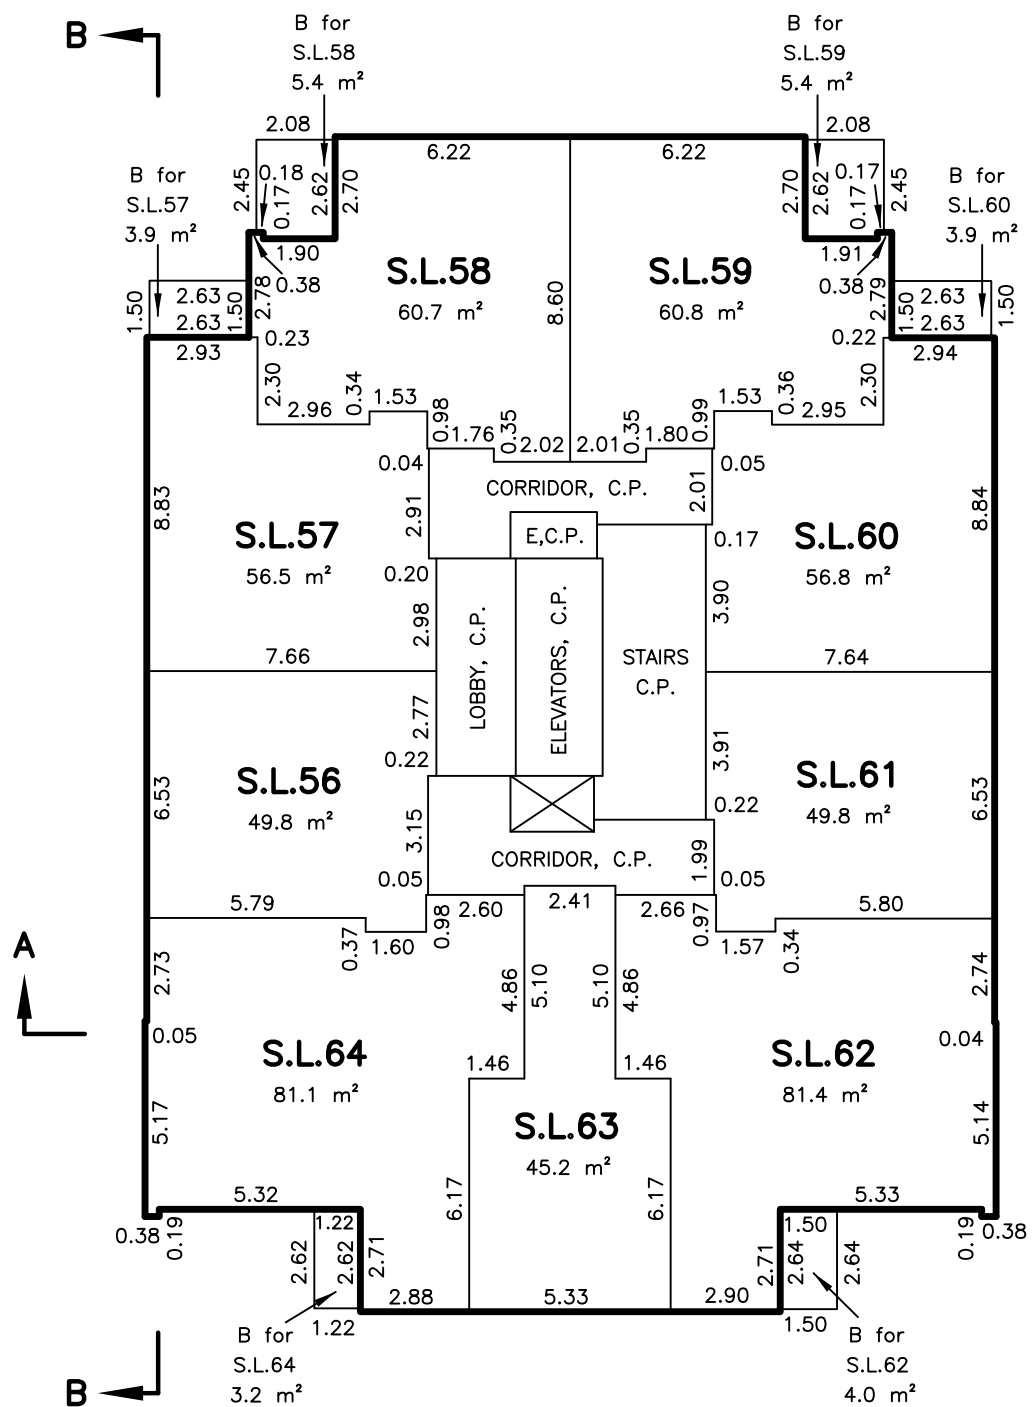 B
B for
S.L.58
5.4 m²
B for
S.L.59
5.4 m²
2.08
6.22
6.22
2.08
B for
S.L.57
3.9 m²
2.45
0.18
0.17
2.62
2.70
2.70
2.62
0.17
0.17
2.45
B for
S.L.60
3.9 m²
1.90
0.38
S.L.58
60.7 m²
8.60
S.L.59
60.8 m²
1.91
0.38
1.50
2.63
2.63
1.50
2.78
2.79
1.50
2.63
2.63
1.50
2.93
0.23
0.22
2.94
2.30
2.96
0.34
1.53
0.98
1.76
0.35
2.02
2.01
0.35
1.80
0.99
1.53
0.36
2.95
2.30
0.04
CORRIDOR, C.P.
2.01
0.05
8.83
S.L.57
56.5 m²
2.91
E,C.P.
0.17
S.L.60
56.8 m²
8.84
0.20
2.98
LOBBY, C.P.
ELEVATORS, C.P.
STAIRS
C.P.
3.90
7.66
7.64
6.53
S.L.56
49.8 m²
2.77
0.22
3.91
S.L.61
49.8 m²
6.53
3.15
0.22
CORRIDOR, C.P.
1.99
0.05
0.05
5.79
0.37
1.60
0.98
2.60
2.41
2.66
0.97
1.57
0.34
5.80
A
2.73
4.86
5.10
5.10
4.86
2.74
0.05
0.04
S.L.64
81.1 m²
1.46
1.46
S.L.62
81.4 m²
5.17
S.L.63
45.2 m²
5.14
5.32
6.17
6.17
5.33
0.38
0.19
1.22
2.62
2.62
2.71
2.71
1.50
2.64
2.64
0.19
0.38
2.88
5.33
2.90
1.22
1.50
B for
S.L.64
3.2 m²
B for
S.L.62
4.0 m²
B